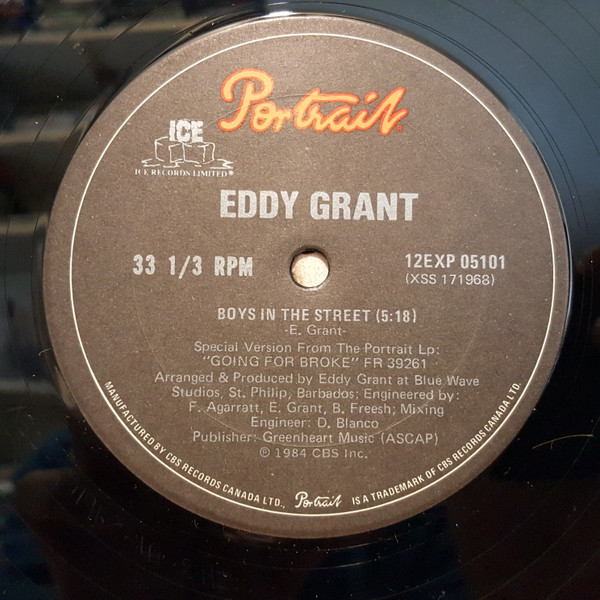 Portrait
ICE
ICE RECORDS LIMITED®
EDDY GRANT
33 1/3 RPM
12EXP 05101
(XSS 171968)
BOYS IN THE STREET (5:18)
-E. Grant-
Special Version From The Portrait Lp:
"GOING FOR BROKE" FR 39261
Arranged & Produced by Eddy Grant at Blue Wave
Studios, St. Philip, Barbados; Engineered by:
F. Agarratt, E. Grant, B. Freesh; Mixing
Engineer: D. Blanco
Publisher: Greenheart Music (ASCAP)
℗ 1984 CBS Inc.
MANUFACTURED BY CBS RECORDS CANADA LTD., Portrait IS A TRADEMARK OF CBS RECORDS CANADA LTD.